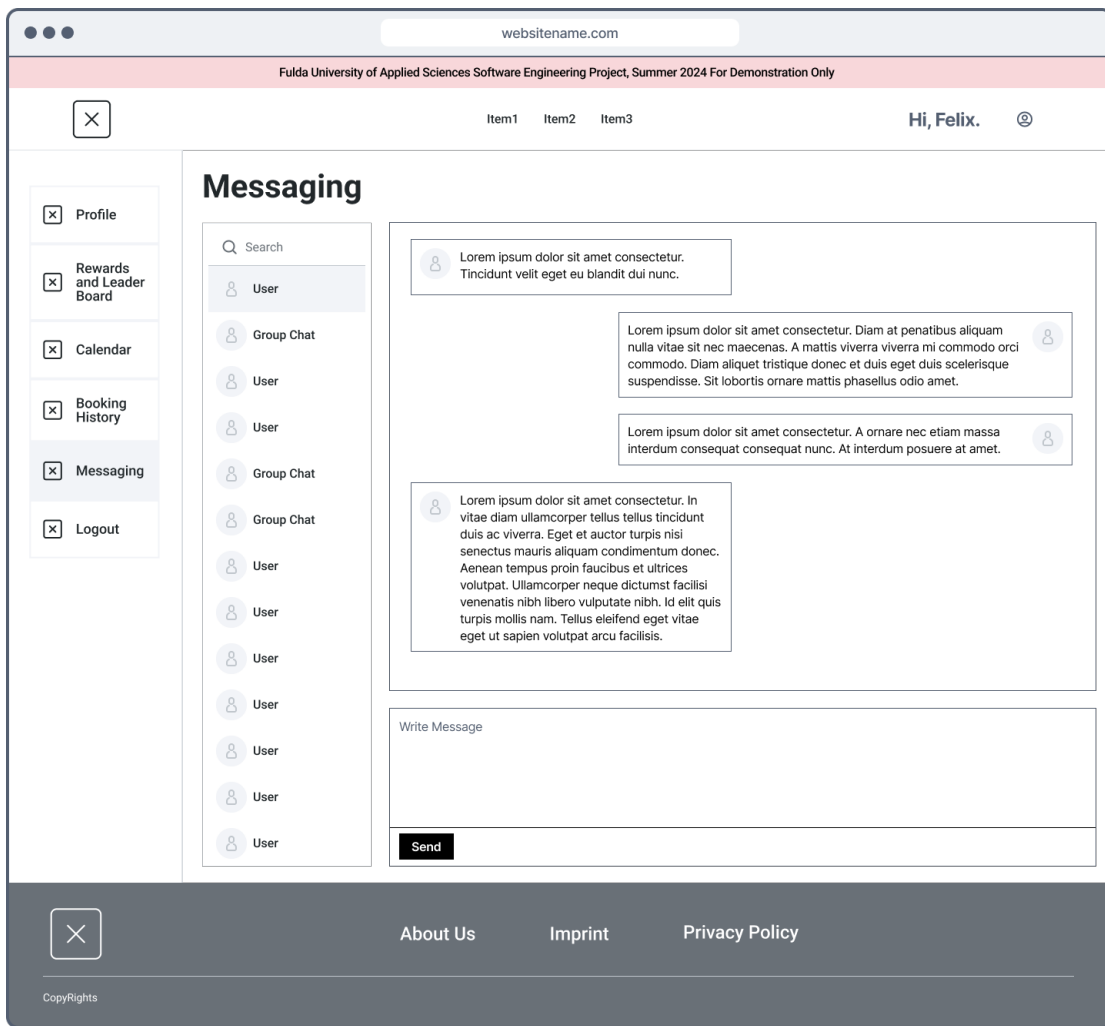 websitename.com
Fulda University of Applied Sciences Software Engineering Project, Summer 2024 For Demonstration Only
Item1 Item2 Item3
Hi, Felix.
Profile
Rewards
and Leader
Board
Calendar
Booking
History
Messaging
Logout
Messaging
Search
User
Group Chat
User
User
Group Chat
Group Chat
User
User
User
User
User
User
User
Lorem ipsum dolor sit amet consectetur.
Tincidunt velit eget eu blandit dui nunc.
Lorem ipsum dolor sit amet consectetur. Diam at penatibus aliquam
nulla vitae sit nec maecenas. A mattis viverra viverra mi commodo orci
commodo. Diam aliquet tristique donec et duis eget duis scelerisque
suspendisse. Sit lobortis ornare mattis phasellus odio amet.
Lorem ipsum dolor sit amet consectetur. A ornare nec etiam massa
interdum consequat consequat nunc. At interdum posuere at amet.
Lorem ipsum dolor sit amet consectetur. In
vitae diam ullamcorper tellus tellus tincidunt
duis ac viverra. Eget et auctor turpis nisi
senectus mauris aliquam condimentum donec.
Aenean tempus proin faucibus et ultrices
volutpat. Ullamcorper neque dictumst facilisi
venenatis nibh libero vulputate nibh. Id elit quis
turpis mollis nam. Tellus eleifend eget vitae
eget ut sapien volutpat arcu facilisis.
Write Message
Send
About Us Imprint Privacy Policy
CopyRights